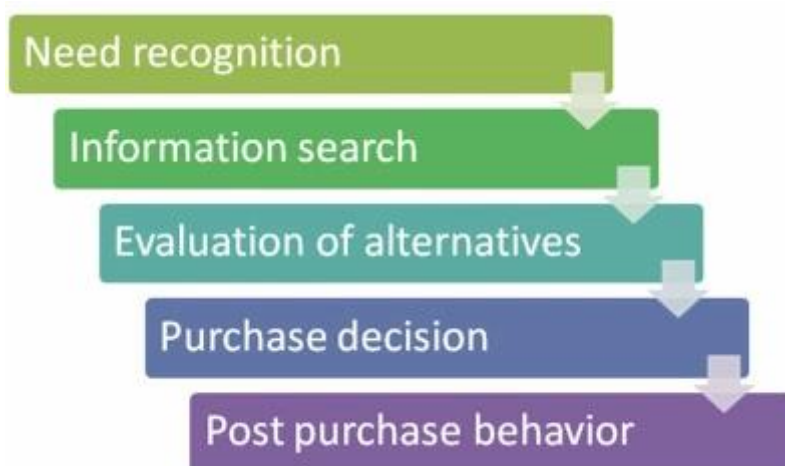 Need recognition
Information search
Evaluation of alternatives
Purchase decision
Post purchase behavior